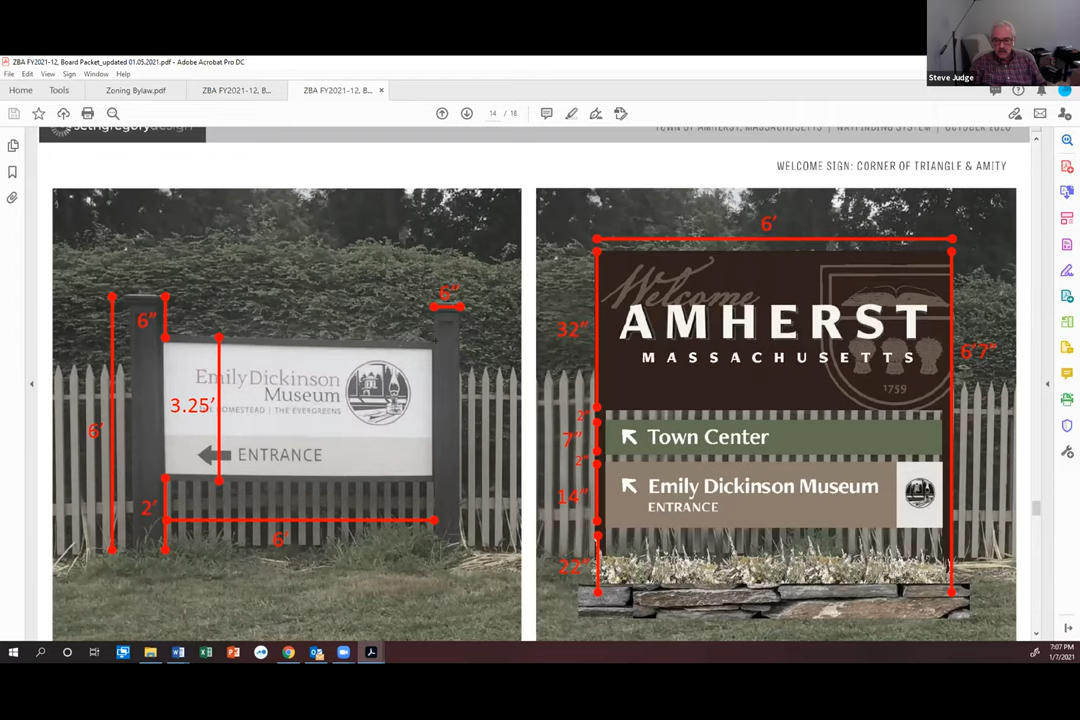 Steve Judge
ZBA FY2021-12, Board Packet_updated 01.05.2021.pdf - Adobe Acrobat Pro DC
File Edit View Sign Window Help
Home Tools Zoning Bylaw.pdf ZBA FY2021-12, B... ZBA FY2021-12, B... ×
14 / 18
sethgregorydesign TOWN OF AMHERST, MASSACHUSETTS | WAYFINDING SYSTEM | OCTOBER 2020
WELCOME SIGN: CORNER OF TRIANGLE & AMITY
6"
6"
6'
3.25'
2'
6'
Emily Dickinson
Museum
HOMESTEAD | THE EVERGREENS
ENTRANCE
6'
32"
6'7"
2"
7"
2"
14"
22"
Welcome
AMHERST
MASSACHUSETTS
1759
Town Center
Emily Dickinson Museum
ENTRANCE
7:07 PM
1/7/2021